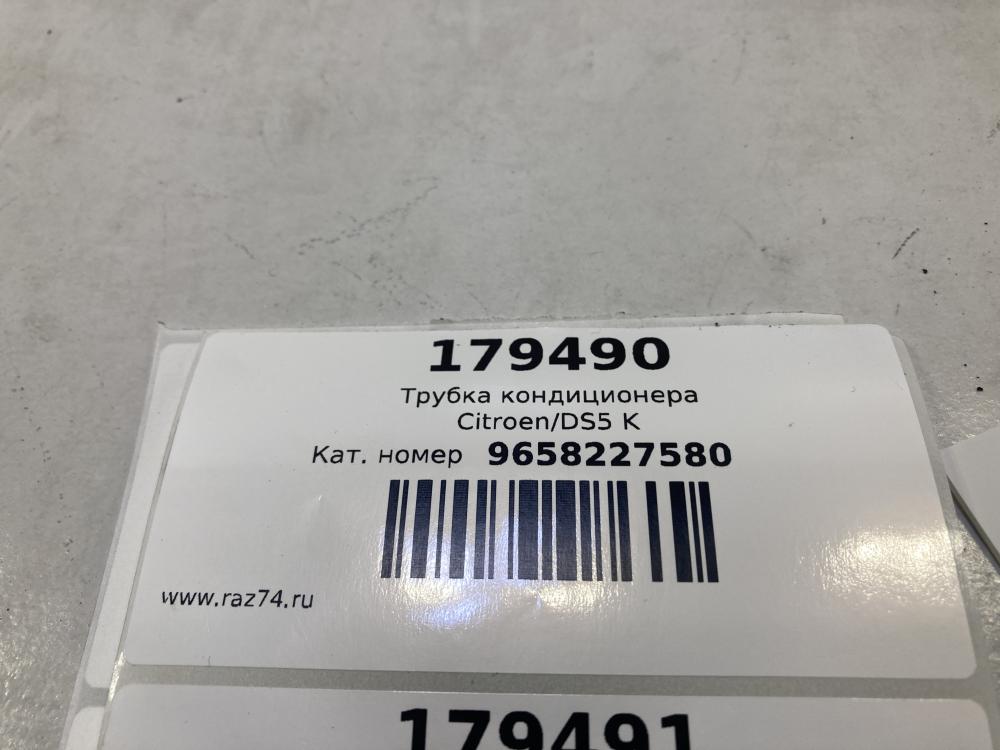 179490
Трубка кондиционера
Citroen/DS5 K
Кат. номер 9658227580
www.raz74.ru
179491